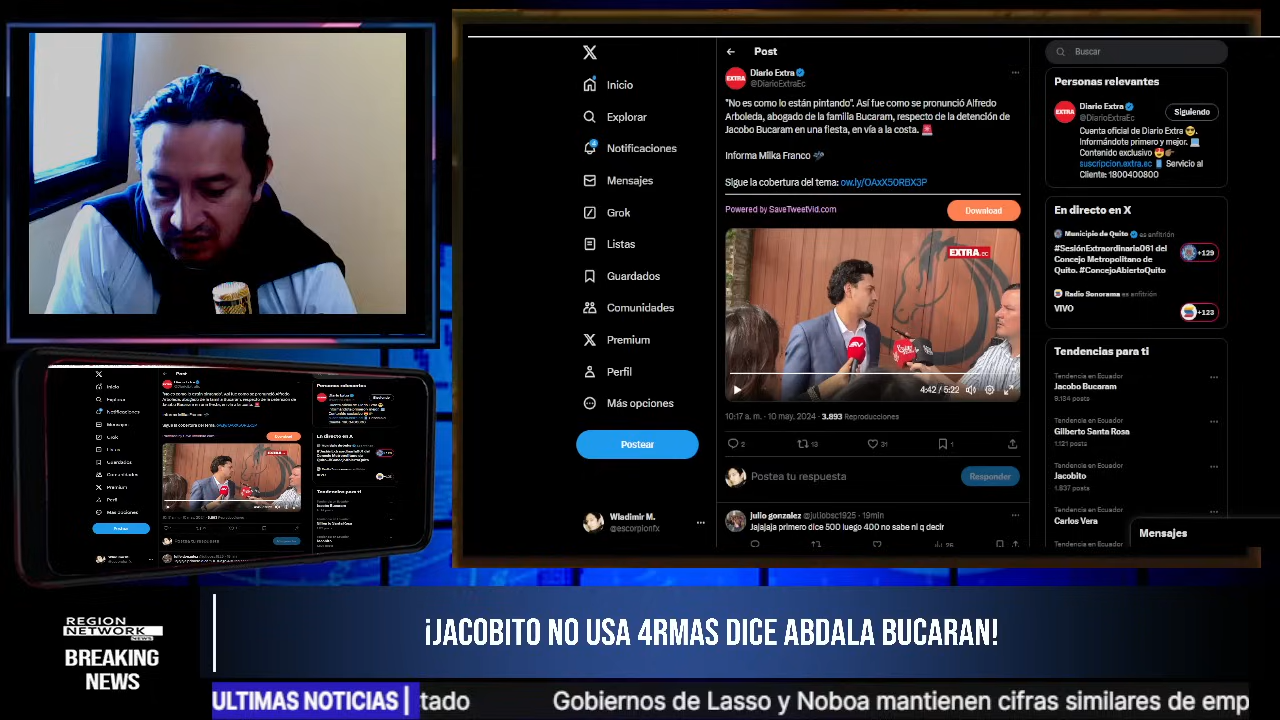 Inicio
Explorar
Notificaciones
Mensajes
Grok
Listas
Guardados
Comunidades
Premium
Perfil
Más opciones
Postear
Wladimir M.
@escorpionfx
Post
Diario Extra
@DiarioExtraEc
"No es como lo están pintando". Así fue como se pronunció Alfredo
Arboleda, abogado de la familia Bucaram, respecto de la detención de
Jacobo Bucaram en una fiesta, en vía a la costa.
Informa Milka Franco
Sigue la cobertura del tema: ow.ly/OAxX50RBX3P
Powered by SaveTweetVid.com
Download
EXTRA.EC
4:42 / 5:22
10:17 a. m. · 10 may. 2024 · 3.893 Reproducciones
2 13 31 1
Postea tu respuesta
Responder
julio gonzalez @juliobsc1925 · 19min
Jajajaja primero dice 500 luego 400 no sabe ni q decir
Buscar
Personas relevantes
Diario Extra
@DiarioExtraEc
Siguiendo
Cuenta oficial de Diario Extra
Informándote primero y mejor.
Contenido exclusivo
suscripcion.extra.ec Servicio al
Cliente: 1800400800
En directo en X
Municipio de Quito es anfitrión
#SesiónExtraordinaria061 del
Concejo Metropolitano de
Quito. #ConcejoAbiertoQuito
+129
Radio Sonorama es anfitrión
VIVO
+123
Tendencias para ti
Tendencia en Ecuador
Jacobo Bucaram
9.134 posts
Tendencia en Ecuador
Gilberto Santa Rosa
1.121 posts
Tendencia en Ecuador
Jacobito
1.837 posts
Tendencia en Ecuador
Carlos Vera
Tendencia en Ecuador
Mensajes
REGION
NETWORK
NEWS
BREAKING
NEWS
¡JACOBITO NO USA 4RMAS DICE ABDALA BUCARAN!
ULTIMAS NOTICIAS | tado Gobiernos de Lasso y Noboa mantienen cifras similares de emp